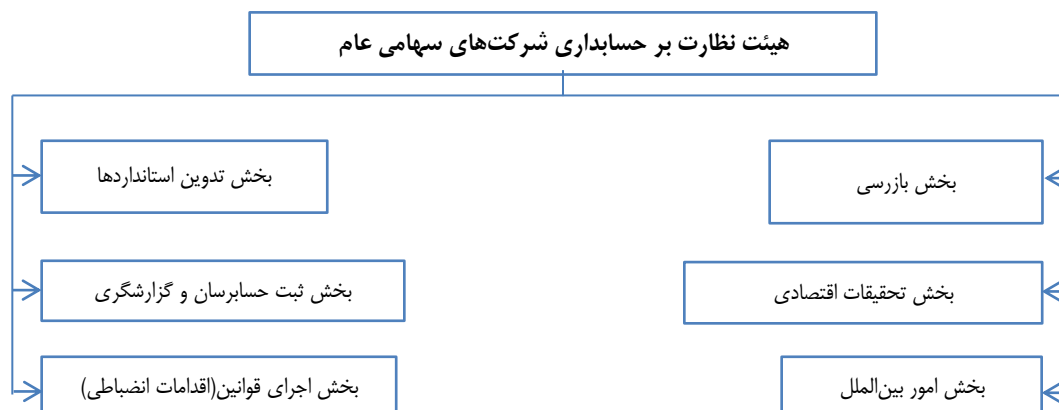 هیئت نظارت بر حسابداری شرکت‌های سهامی عام
بخش بازرسی
بخش تدوین استانداردها
بخش تحقیقات اقتصادی
بخش ثبت حسابرسان و گزارشگری
بخش امور بین‌الملل
بخش اجرای قوانین(اقدامات انضباطی)